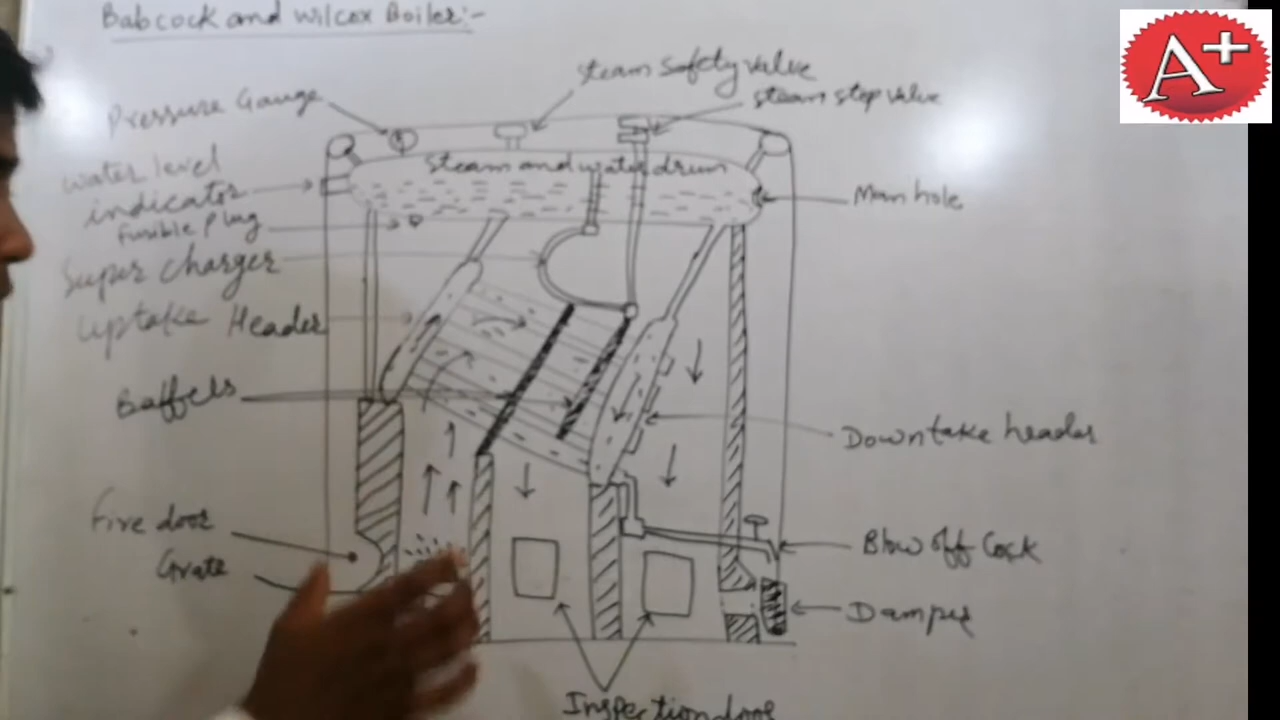 Babcock and Wilcox Boiler:-
A+
steam safety valve
Pressure Gauge
steam stop valve
steam and water drum
water level
indicator
Man hole
fusible plug
Super charger
Uptake Header
Baffels
Down take header
Fire door
Grate
Blow off Cock
Damper
Inspection door